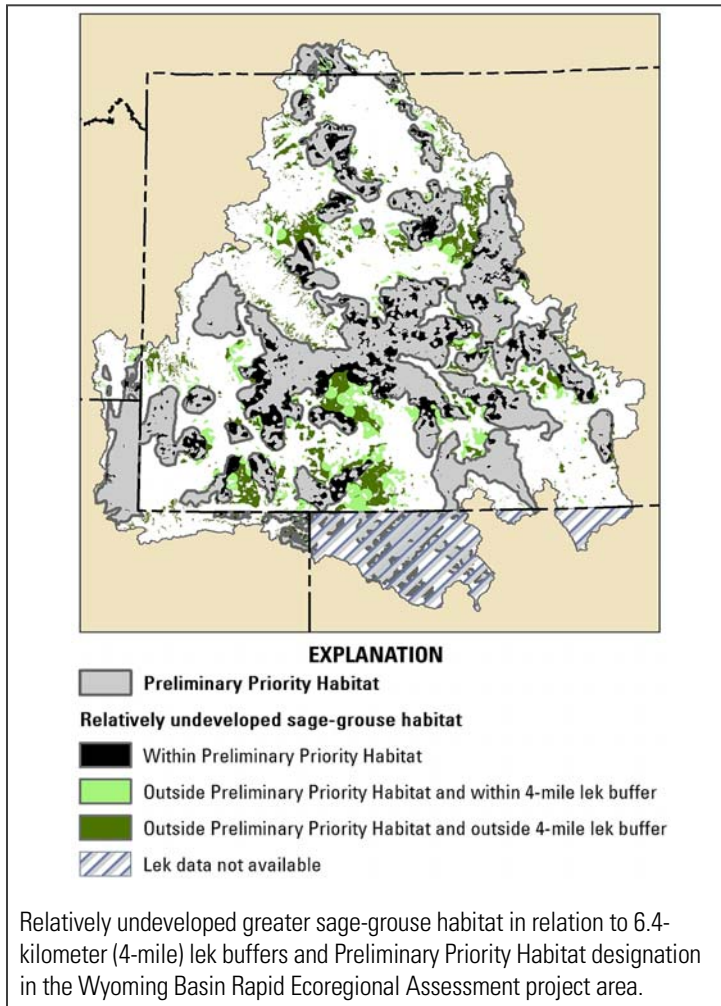 EXPLANATION
Preliminary Priority Habitat
Relatively undeveloped sage-grouse habitat
Within Preliminary Priority Habitat
Outside Preliminary Priority Habitat and within 4-mile lek buffer
Outside Preliminary Priority Habitat and outside 4-mile lek buffer
Lek data not available
Relatively undeveloped greater sage-grouse habitat in relation to 6.4-
kilometer (4-mile) lek buffers and Preliminary Priority Habitat designation
in the Wyoming Basin Rapid Ecoregional Assessment project area.